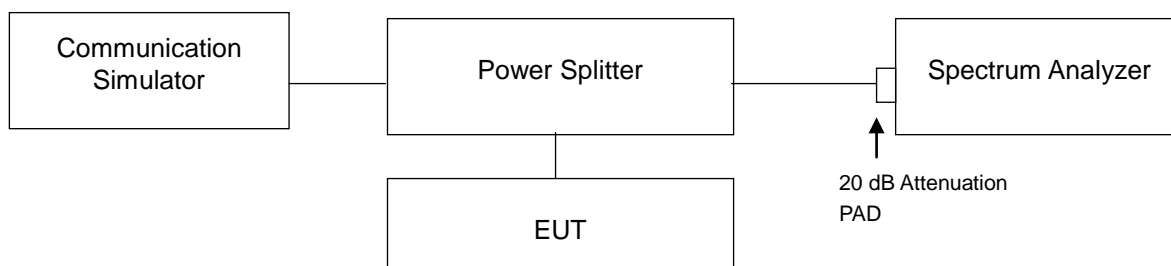 Communication
Simulator
Power Splitter
Spectrum Analyzer
20 dB Attenuation
PAD
EUT